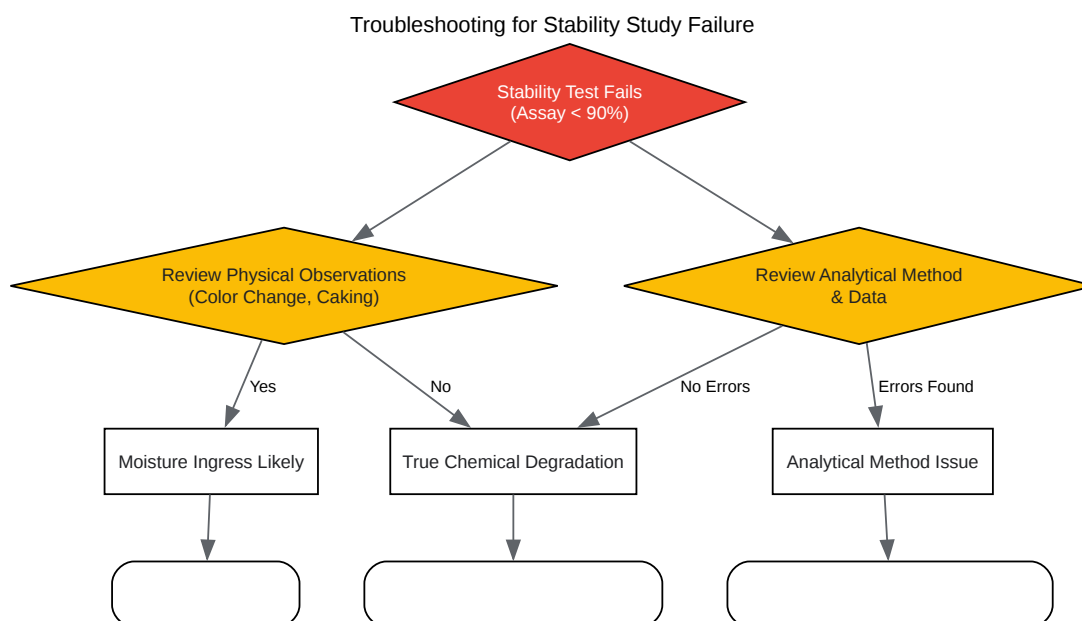 Troubleshooting for Stability Study Failure
Stability Test Fails
(Assay < 90%)
Review Physical Observations
(Color Change, Caking)
Review Analytical Method
& Data
Yes
No
No Errors
Errors Found
Moisture Ingress Likely
True Chemical Degradation
Analytical Method Issue